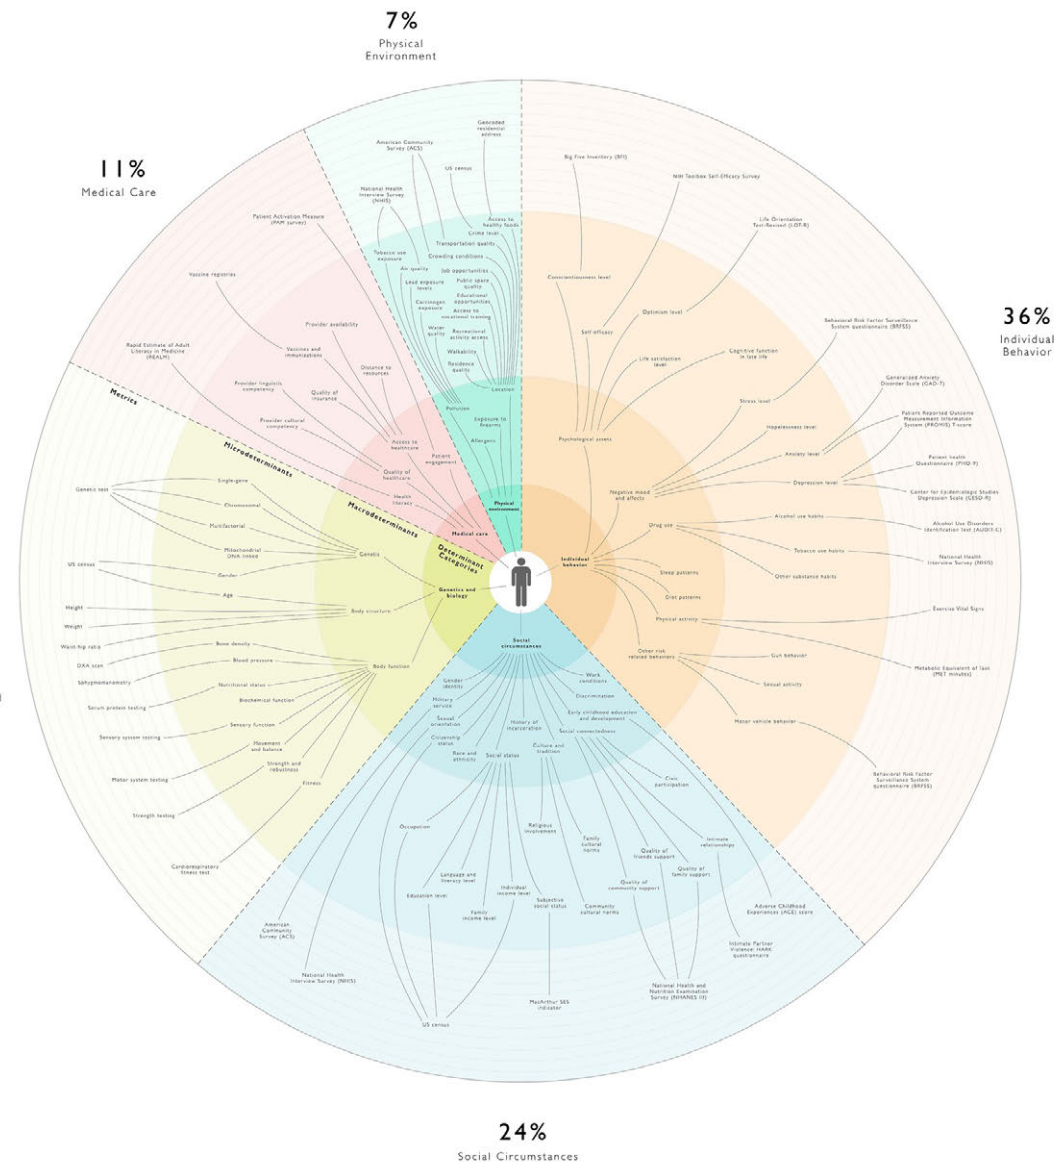 7%
Physical
Environment
11%
Medical Care
36%
Individual
Behavior
24%
Social Circumstances
Geocoded
residential
address
American Community
Survey (ACS)
US census
National Health
Interview Survey
(NHIS)
Access to
healthy foods
Crime level
Transportation quality
Tobacco use
exposure
Crowding conditions
Air quality
Job opportunities
Lead exposure
levels
Public space
quality
Educational
opportunities
Carcinogen
exposure
Access to
vocational training
Water
quality
Recreational
activity access
Walkability
Residence
quality
Location
Pollution
Exposure to
firearms
Allergens
Physical
environment
Patient Activation Measure
(PAM survey)
Vaccine registries
Rapid Estimate of Adult
Literacy in Medicine
(REALM)
Provider availability
Vaccines and
immunizations
Distance to
resources
Provider linguistic
competency
Quality of
insurance
Provider cultural
competency
Access to
healthcare
Patient
engagement
Quality of
healthcare
Health
literacy
Medical care
Metrics
Microdeterminants
Macrodeterminants
Determinant
Categories
Big Five Inventory (BFI)
NIH Toolbox Self-Efficacy Survey
Life Orientation
Test-Revised (LOT-R)
Conscientiousness level
Self-efficacy
Optimism level
Life satisfaction
level
Cognitive function
in late life
Behavioral Risk Factor Surveillance
System questionnaire (BRFSS)
Generalized Anxiety
Disorder Scale (GAD-7)
Stress level
Patient Reported Outcome
Measurement Information
System (PROMIS) T-score
Psychological assets
Hopelessness level
Anxiety level
Patient health
Questionnaire (PHQ-9)
Depression level
Center for Epidemiologic Studies
Depression Scale (CESD-R)
Negative mood
and affects
Drug use
Alcohol use habits
Alcohol Use Disorders
Identification Test (AUDIT-C)
Tobacco use habits
National Health
Interview Survey (NHIS)
Other substance habits
Individual
behavior
Sleep patterns
Diet patterns
Physical activity
Exercise Vital Signs
Metabolic Equivalent of Task
(MET minutes)
Other risk
related behaviors
Gun behavior
Sexual activity
Motor vehicle behavior
Behavioral Risk Factor
Surveillance System
questionnaire (BRFSS)
Genetic test
Single-gene
Chromosomal
Multifactorial
Mitochondrial
DNA linked
Genetic
US census
Gender
Age
Genetics and
biology
Height
Weight
Body structure
Waist-hip ratio
Bone density
DXA scan
Blood pressure
Body function
Sphygmomanometry
Nutritional status
Serum protein testing
Biochemical function
Sensory function
Sensory system testing
Movement
and balance
Strength and
robustness
Motor system testing
Fitness
Strength testing
Cardiorespiratory
fitness test
Social
circumstances
Gender
identity
Work
conditions
Military
service
Discrimination
Sexual
orientation
Early childhood education
and development
History of
incarceration
Social connectedness
Citizenship
status
Race and
ethnicity
Social status
Culture and
tradition
Civic
participation
Occupation
Religious
involvement
Family
cultural
norms
Intimate
relationships
Quality of
friends support
Quality of
family support
Language and
literacy level
Quality of
community support
Education level
Individual
income level
Subjective
social status
Family
income level
Community
cultural norms
Adverse Childhood
Experiences (ACE) score
American
Community
Survey (ACS)
Intimate Partner
Violence: HARK
questionnaire
National Health
Interview Survey (NHIS)
National Health and
Nutrition Examination
Survey (NHANES III)
MacArthur SES
indicator
US census